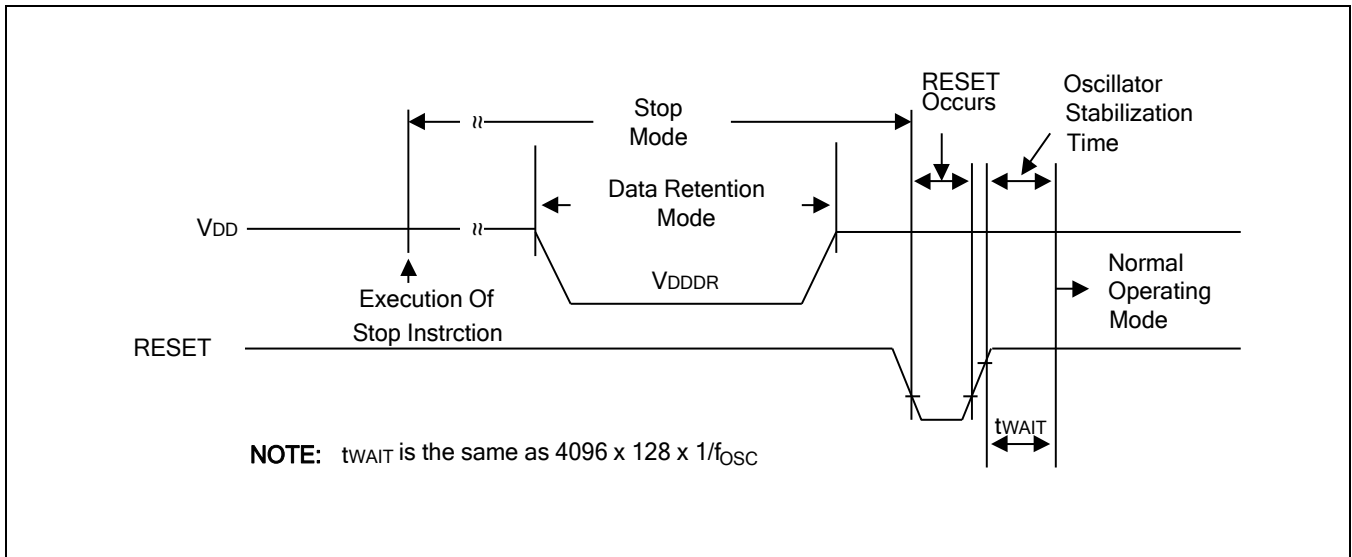 RESET
Occurs
Oscillator
Stabilization
Time
Stop
Mode
Data Retention
Mode
VDD
VDDDR
Execution Of
Stop Instrction
Normal
Operating
Mode
RESET
tWAIT
NOTE: tWAIT is the same as 4096 x 128 x 1/fOSC